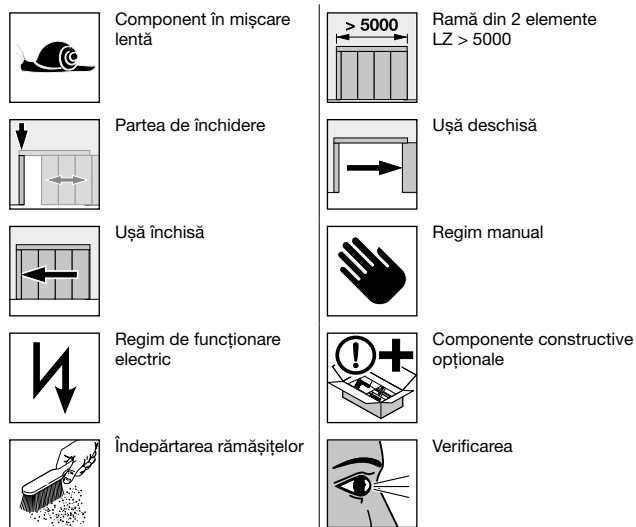 Component în mișcare
lentă
Partea de închidere
Ușă închisă
Regim de funcționare
electric
Îndepărtarea rămășițelor
> 5000
Ramă din 2 elemente
LZ > 5000
Ușă deschisă
Regim manual
Componente constructive
opționale
Verificarea